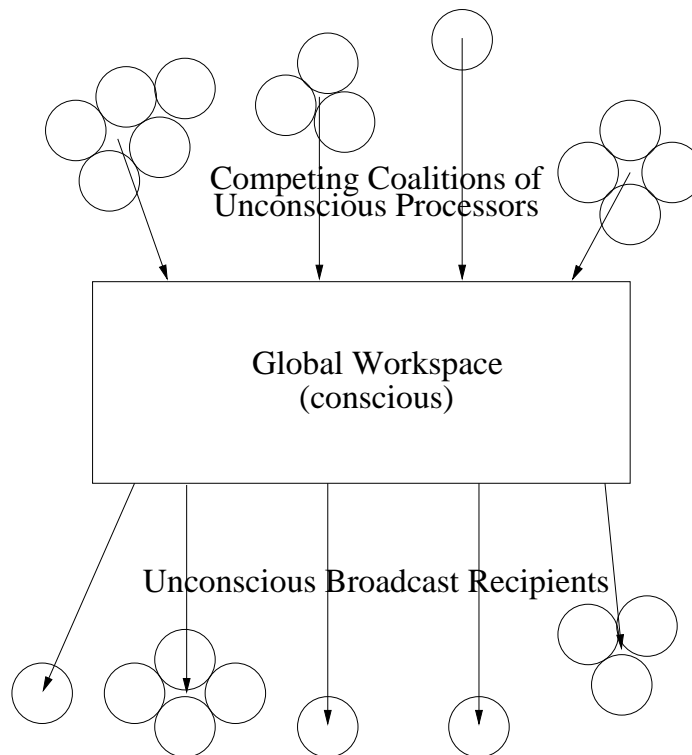 Competing Coalitions of
Unconscious Processors
Global Workspace
(conscious)
Unconscious Broadcast Recipients